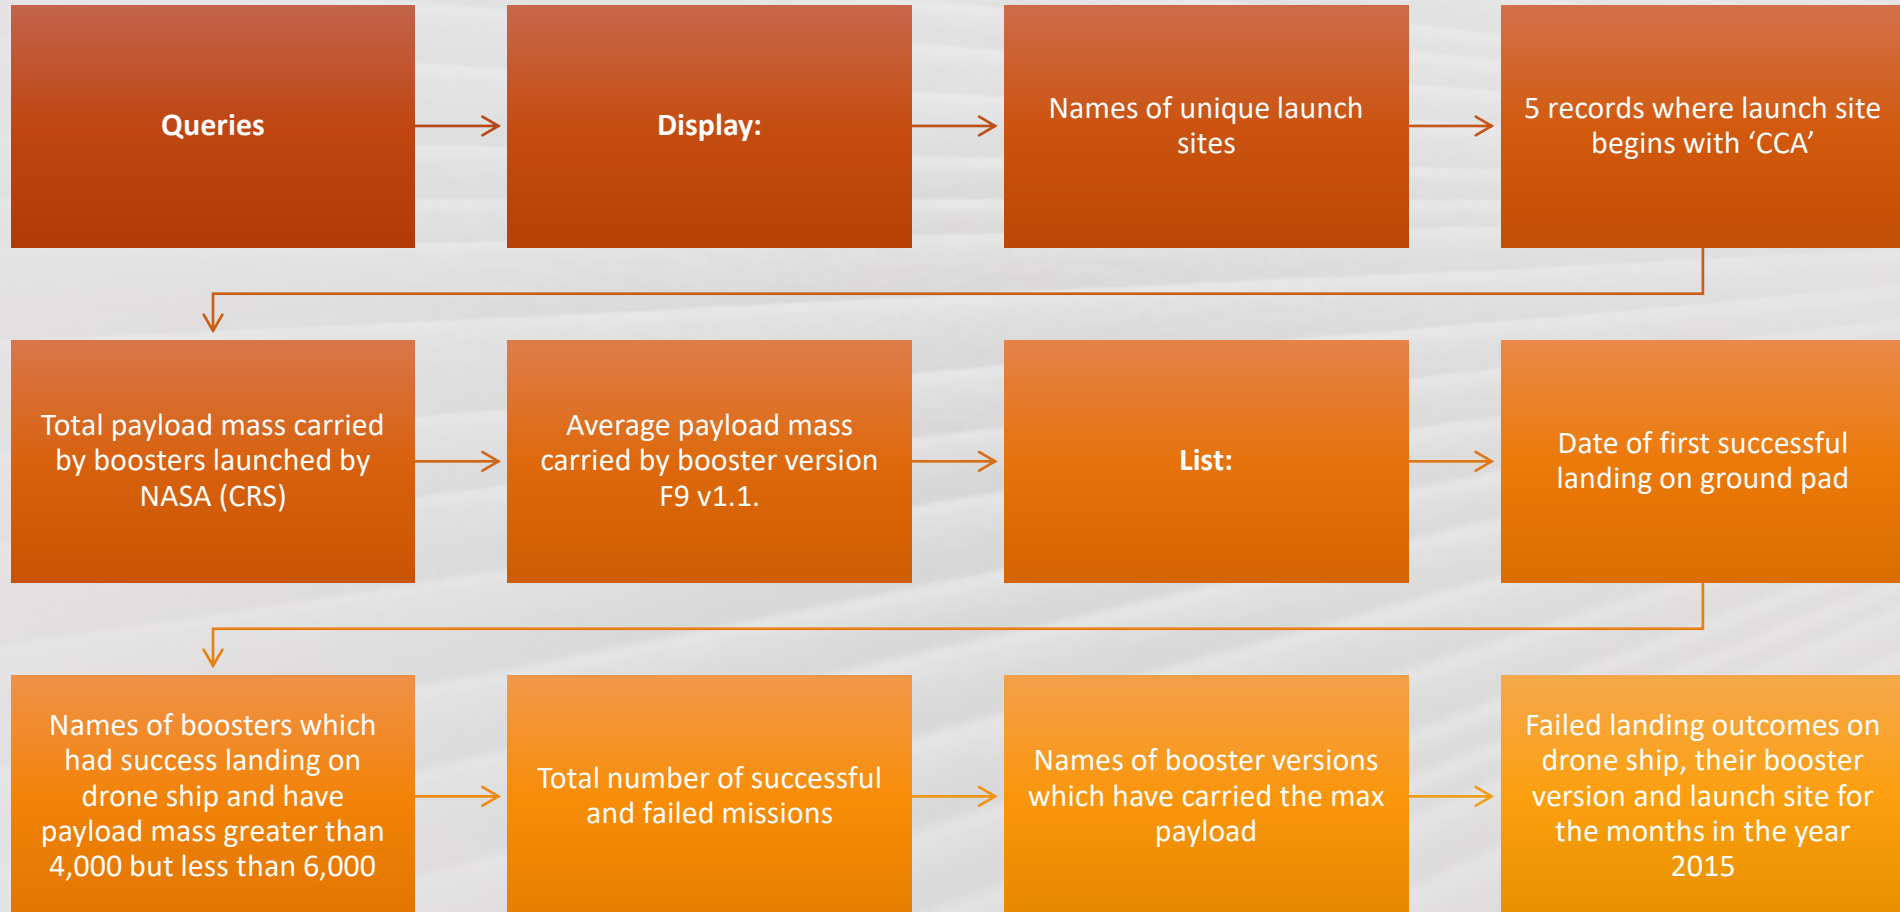 Queries
Display:
Names of unique launch
sites
5 records where launch site
begins with ‘CCA’
Total payload mass carried
by boosters launched by
NASA (CRS)
Average payload mass
carried by booster version
F9 v1.1.
List:
Date of first successful
landing on ground pad
Names of boosters which
had success landing on
drone ship and have
payload mass greater than
4,000 but less than 6,000
Total number of successful
and failed missions
Names of booster versions
which have carried the max
payload
Failed landing outcomes on
drone ship, their booster
version and launch site for
the months in the year
2015